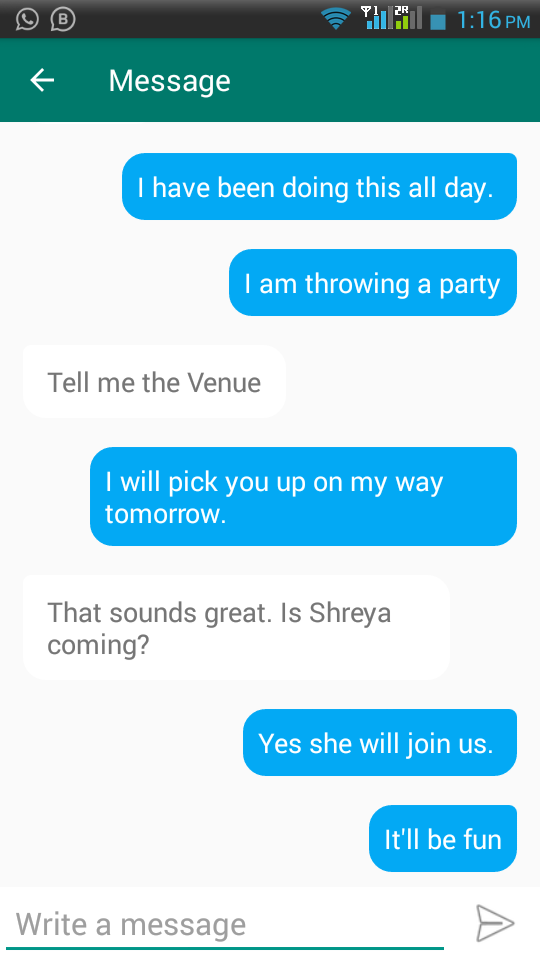 1:16 PM
Message
I have been doing this all day.
I am throwing a party
Tell me the Venue
I will pick you up on my way
tomorrow.
That sounds great. Is Shreya
coming?
Yes she will join us.
It'll be fun
Write a message